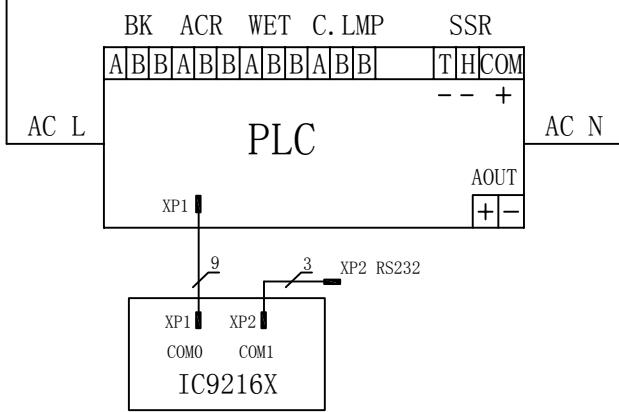 BK ACR WET C.LMP SSR
A B B A B B A B B A B B T H COM
- - +
AC L PLC AC N
AOUT
+ -
XP1
9 3 XP2 RS232
XP1 XP2
COM0 COM1
IC9216X